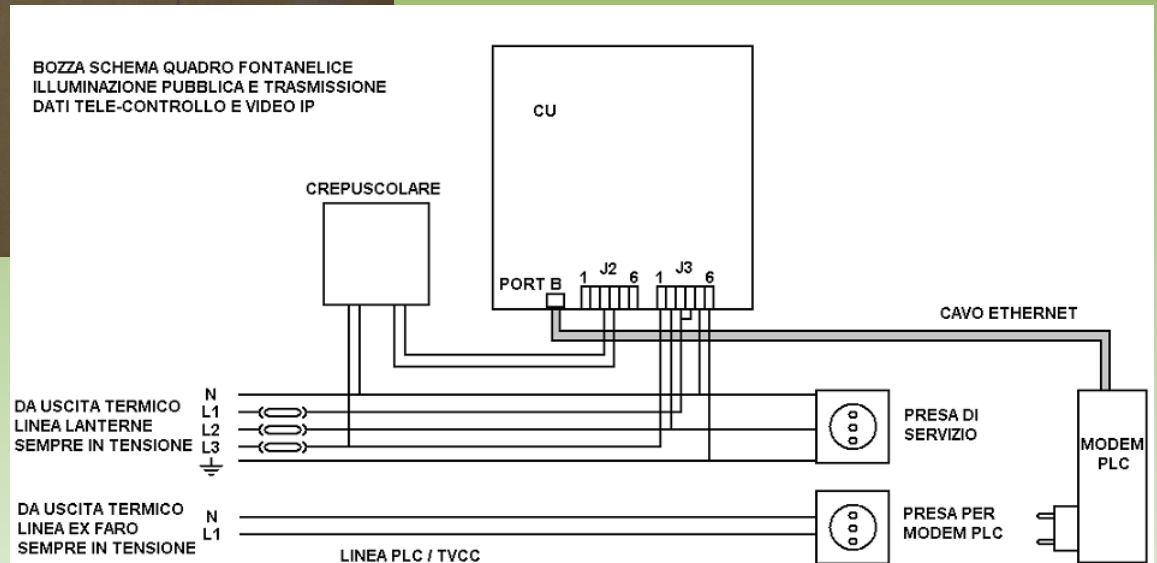 BOZZA SCHEMA QUADRO FONTANELICE
ILLUMINAZIONE PUBBLICA E TRASMISSIONE
DATI TELE-CONTROLLO E VIDEO IP
CU
CREPUSCOLARE
PORT B
1 J2 6
1 J3 6
CAVO ETHERNET
DA USCITA TERMICO
LINEA LANTERNE
SEMPRE IN TENSIONE
N
L1
L2
L3
PRESA DI
SERVIZIO
MODEM
PLC
DA USCITA TERMICO
LINEA EX FARO
SEMPRE IN TENSIONE
N
L1
LINEA PLC / TVCC
PRESA PER
MODEM PLC